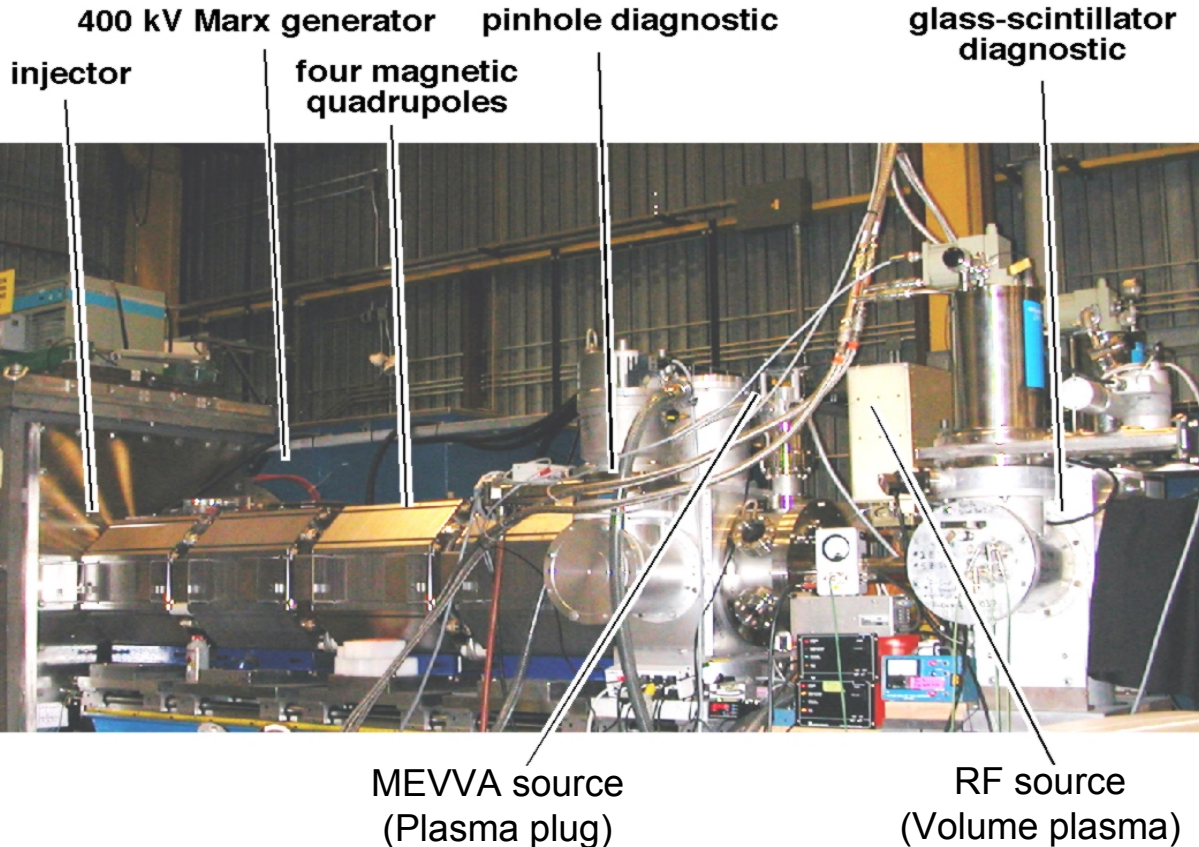 400 kV Marx generator
pinhole diagnostic
glass-scintillator
diagnostic
injector
four magnetic
quadrupoles
MEVVA source
(Plasma plug)
RF source
(Volume plasma)